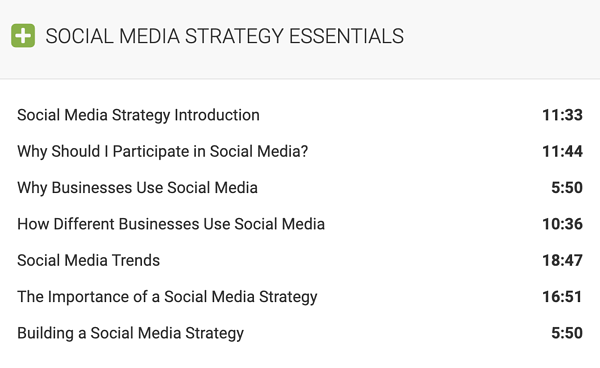 SOCIAL MEDIA STRATEGY ESSENTIALS
Social Media Strategy Introduction 11:33
Why Should I Participate in Social Media? 11:44
Why Businesses Use Social Media 5:50
How Different Businesses Use Social Media 10:36
Social Media Trends 18:47
The Importance of a Social Media Strategy 16:51
Building a Social Media Strategy 5:50